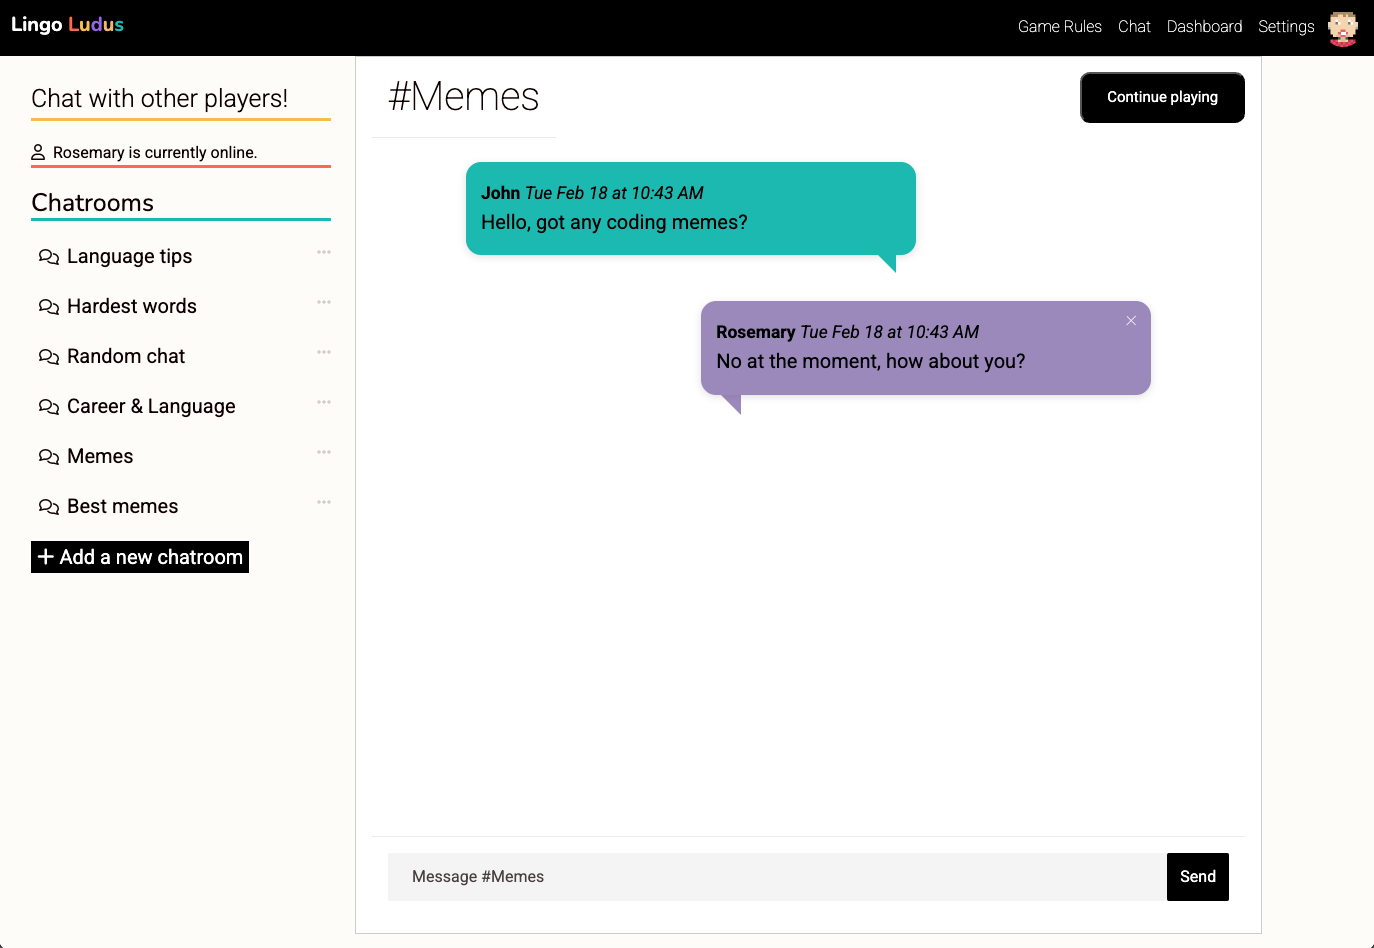 Lingo Ludus
Game Rules
Chat
Dashboard
Settings
Chat with other players!
Rosemary is currently online.
Chatrooms
Language tips
Hardest words
Random chat
Career & Language
Memes
Best memes
+ Add a new chatroom
#Memes
Continue playing
John Tue Feb 18 at 10:43 AM
Hello, got any coding memes?
Rosemary Tue Feb 18 at 10:43 AM
No at the moment, how about you?
Message #Memes
Send